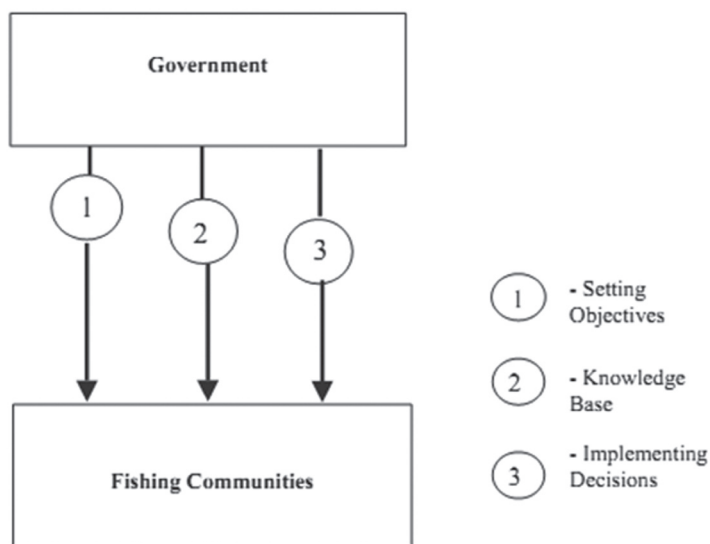 Government
1
2
3
Fishing Communities
1 - Setting
Objectives
2 - Knowledge
Base
3 - Implementing
Decisions